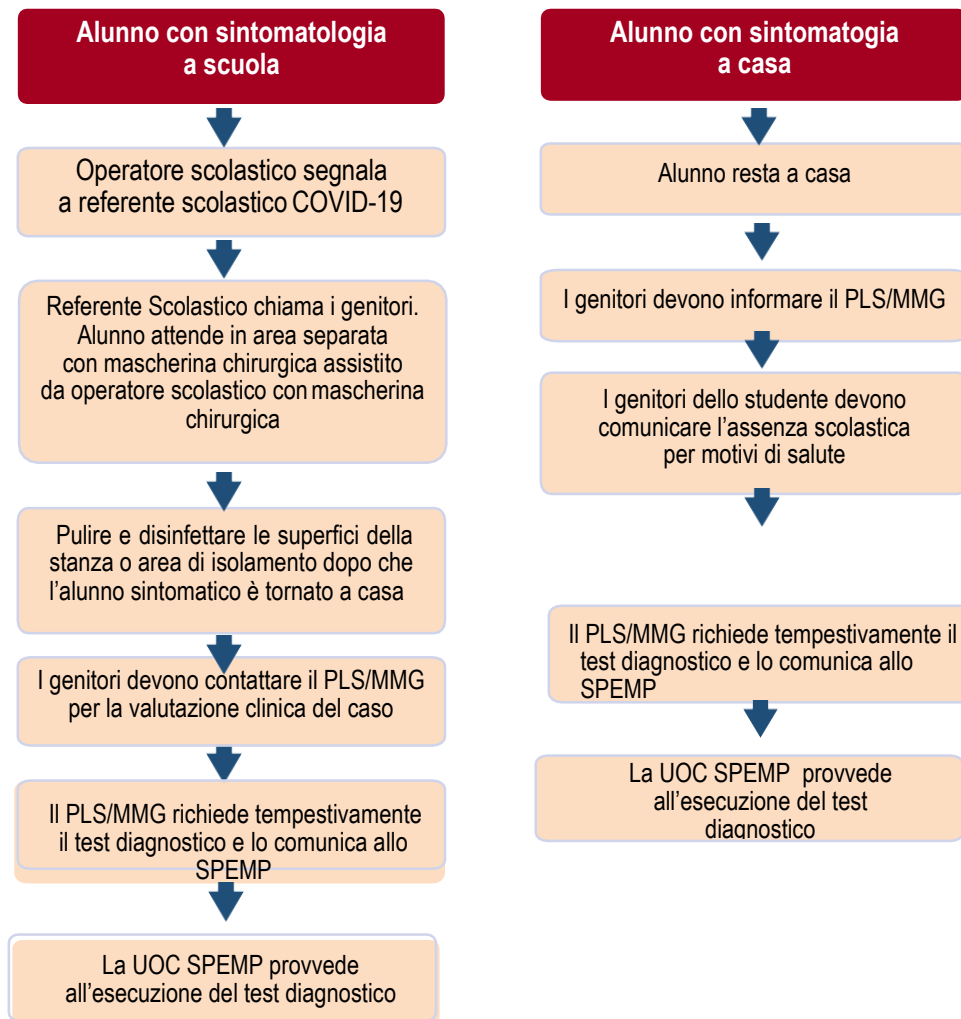 Alunno con sintomatologia
a scuola
Operatore scolastico segnala
a referente scolastico COVID-19
Referente Scolastico chiama i genitori.
Alunno attende in area separata
con mascherina chirurgica assistito
da operatore scolastico con mascherina
chirurgica
Pulire e disinfettare le superfici della
stanza o area di isolamento dopo che
l'alunno sintomatico è tornato a casa
I genitori devono contattare il PLS/MMG
per la valutazione clinica del caso
Il PLS/MMG richiede tempestivamente
il test diagnostico e lo comunica allo
SPEMP
La UOC SPEMP provvede
all'esecuzione del test diagnostico
Alunno con sintomatogia
a casa
Alunno resta a casa
I genitori devono informare il PLS/MMG
I genitori dello studente devono
comunicare l'assenza scolastica
per motivi di salute
Il PLS/MMG richiede tempestivamente il
test diagnostico e lo comunica allo
SPEMP
La UOC SPEMP provvede
all'esecuzione del test
diagnostico